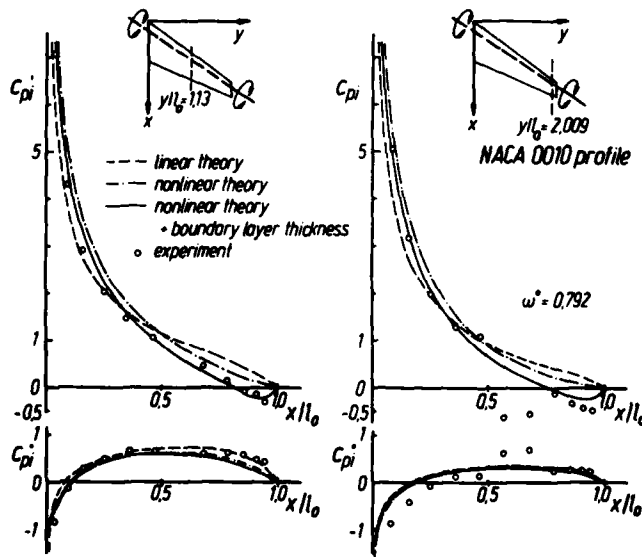 y
x
y/l₀=1,13
Cpi'
5
--- linear theory
-·- nonlinear theory
— nonlinear theory
+ boundary layer thickness
o experiment
1
0
-0,5
0,5
1,0
x/l₀
Cpi"
1
0
-1
0,5
1,0
x/l₀
y
x
y/l₀=2,009
NACA 0010 profile
Cpi'
5
ω*=0,792
1
0
-0,5
0,5
1,0
x/l₀
Cpi"
1
0
-1
0,5
1,0
x/l₀